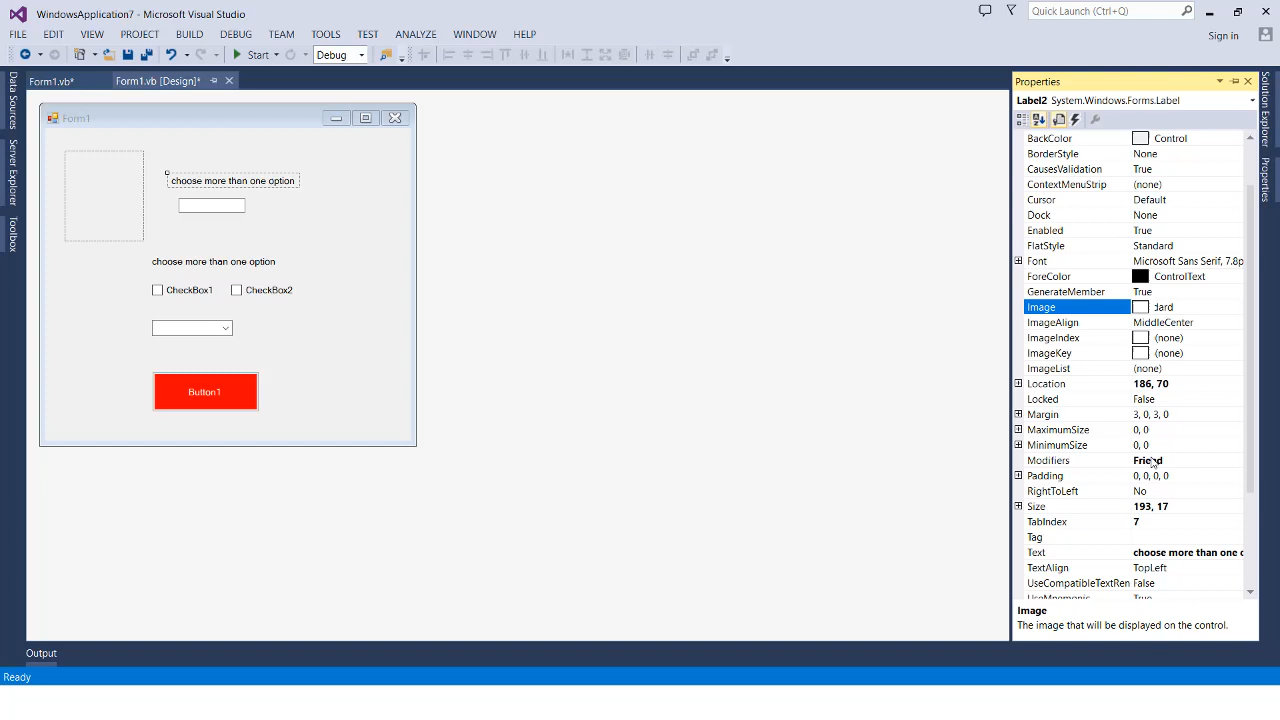 WindowsApplication7 - Microsoft Visual Studio
Quick Launch (Ctrl+Q)
FILE EDIT VIEW PROJECT BUILD DEBUG TEAM TOOLS TEST ANALYZE WINDOW HELP
Sign in
Start Debug
Form1.vb* Form1.vb [Design]*
Data Sources
Server Explorer
Toolbox
Form1
choose more than one option
choose more than one option
CheckBox1 CheckBox2
Button1
Properties
Label2 System.Windows.Forms.Label
BackColor Control
BorderStyle None
CausesValidation True
ContextMenuStrip (none)
Cursor Default
Dock None
Enabled True
FlatStyle Standard
Font Microsoft Sans Serif, 7.8p
ForeColor ControlText
GenerateMember True
Image dard
ImageAlign MiddleCenter
ImageIndex (none)
ImageKey (none)
ImageList (none)
Location 186, 70
Locked False
Margin 3, 0, 3, 0
MaximumSize 0, 0
MinimumSize 0, 0
Modifiers Friend
Padding 0, 0, 0, 0
RightToLeft No
Size 193, 17
TabIndex 7
Tag
Text choose more than one o
TextAlign TopLeft
UseCompatibleTextRen False
UseMnemonic True
Image
The image that will be displayed on the control.
Solution Explorer
Properties
Output
Ready